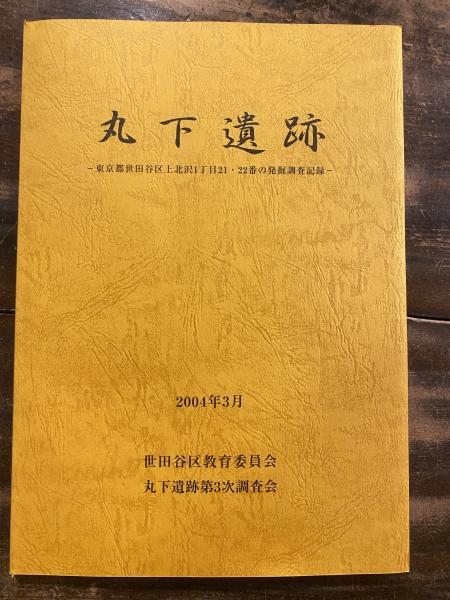 丸下遺跡
－東京都世田谷区上北沢1丁目21・22番の発掘調査記録－
2004年3月
世田谷区教育委員会
丸下遺跡第3次調査会